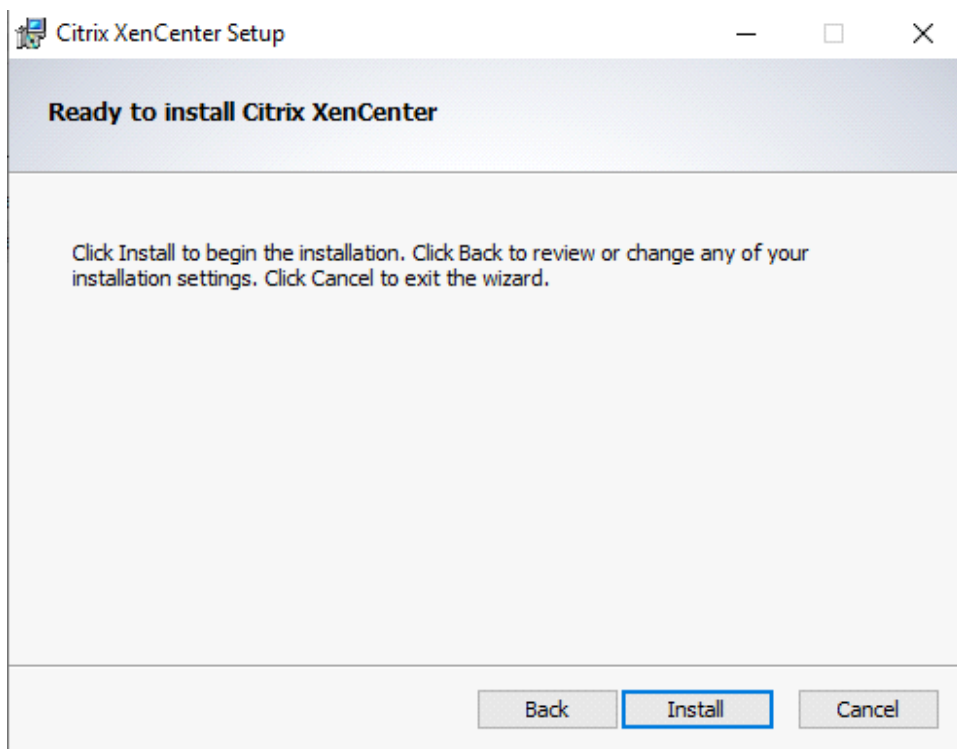 Citrix XenCenter Setup
Ready to install Citrix XenCenter
Click Install to begin the installation. Click Back to review or change any of your
installation settings. Click Cancel to exit the wizard.
Back Install Cancel